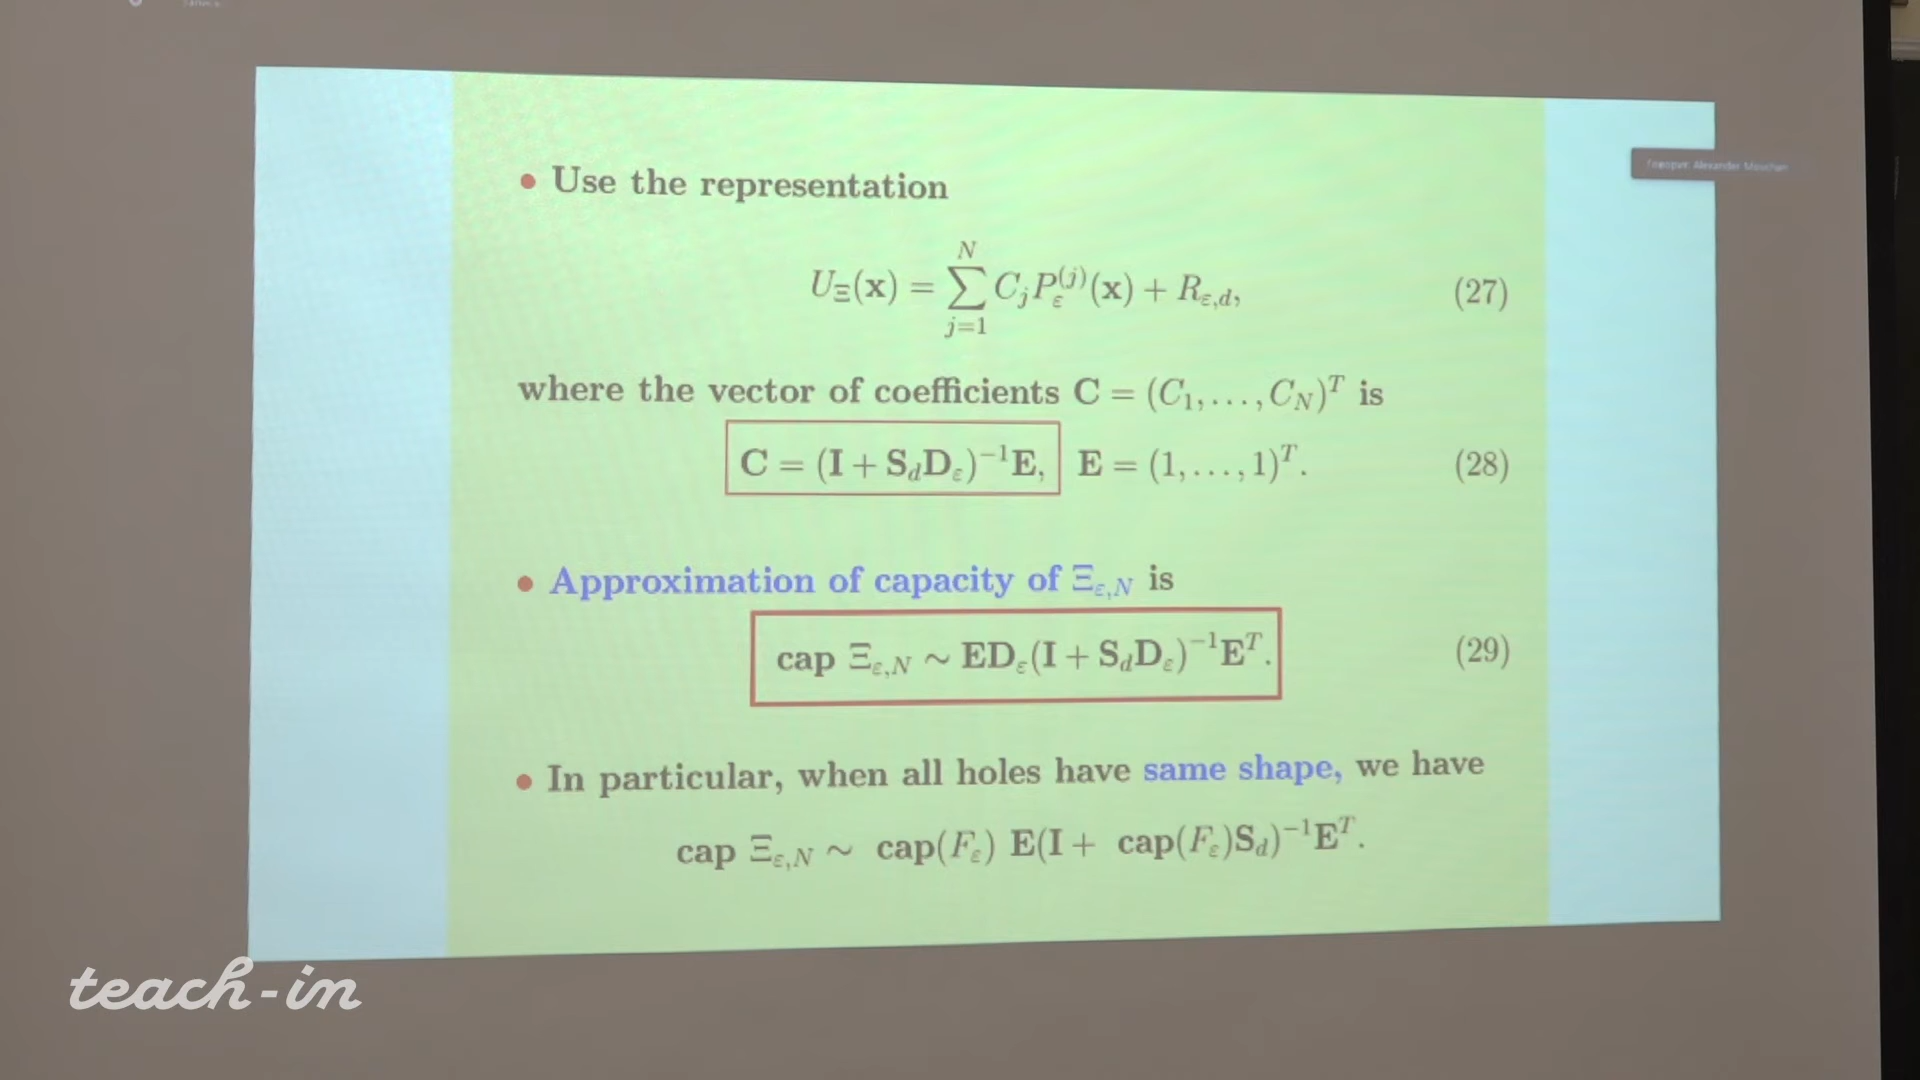 • Use the representation
U_Ξ(x) = ∑_{j=1}^{N} C_j P_ε^{(j)}(x) + R_{ε,d}, (27)
where the vector of coefficients C = (C_1, . . . , C_N)^T is
C = (I + S_d D_ε)^{-1}E, E = (1, . . . , 1)^T. (28)
• Approximation of capacity of Ξ_{ε,N} is
cap Ξ_{ε,N} ∼ ED_ε(I + S_d D_ε)^{-1}E^T. (29)
• In particular, when all holes have same shape, we have
cap Ξ_{ε,N} ∼ cap(F_ε) E(I + cap(F_ε)S_d)^{-1}E^T.
teach-in